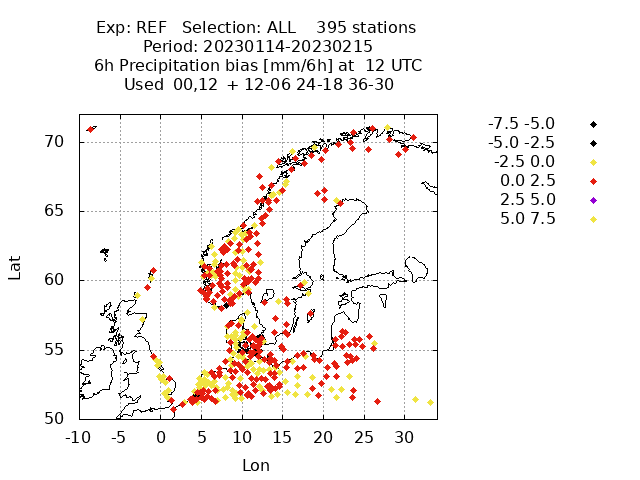 Exp: REF   Selection: ALL    395 stations
Period: 20230114-20230215
6h Precipitation bias [mm/6h] at  12 UTC
Used  00,12  + 12-06 24-18 36-30
-7.5 -5.0
-5.0 -2.5
-2.5 0.0
0.0 2.5
2.5 5.0
5.0 7.5
Lat
70
65
60
55
50
-10 -5 0 5 10 15 20 25 30
Lon